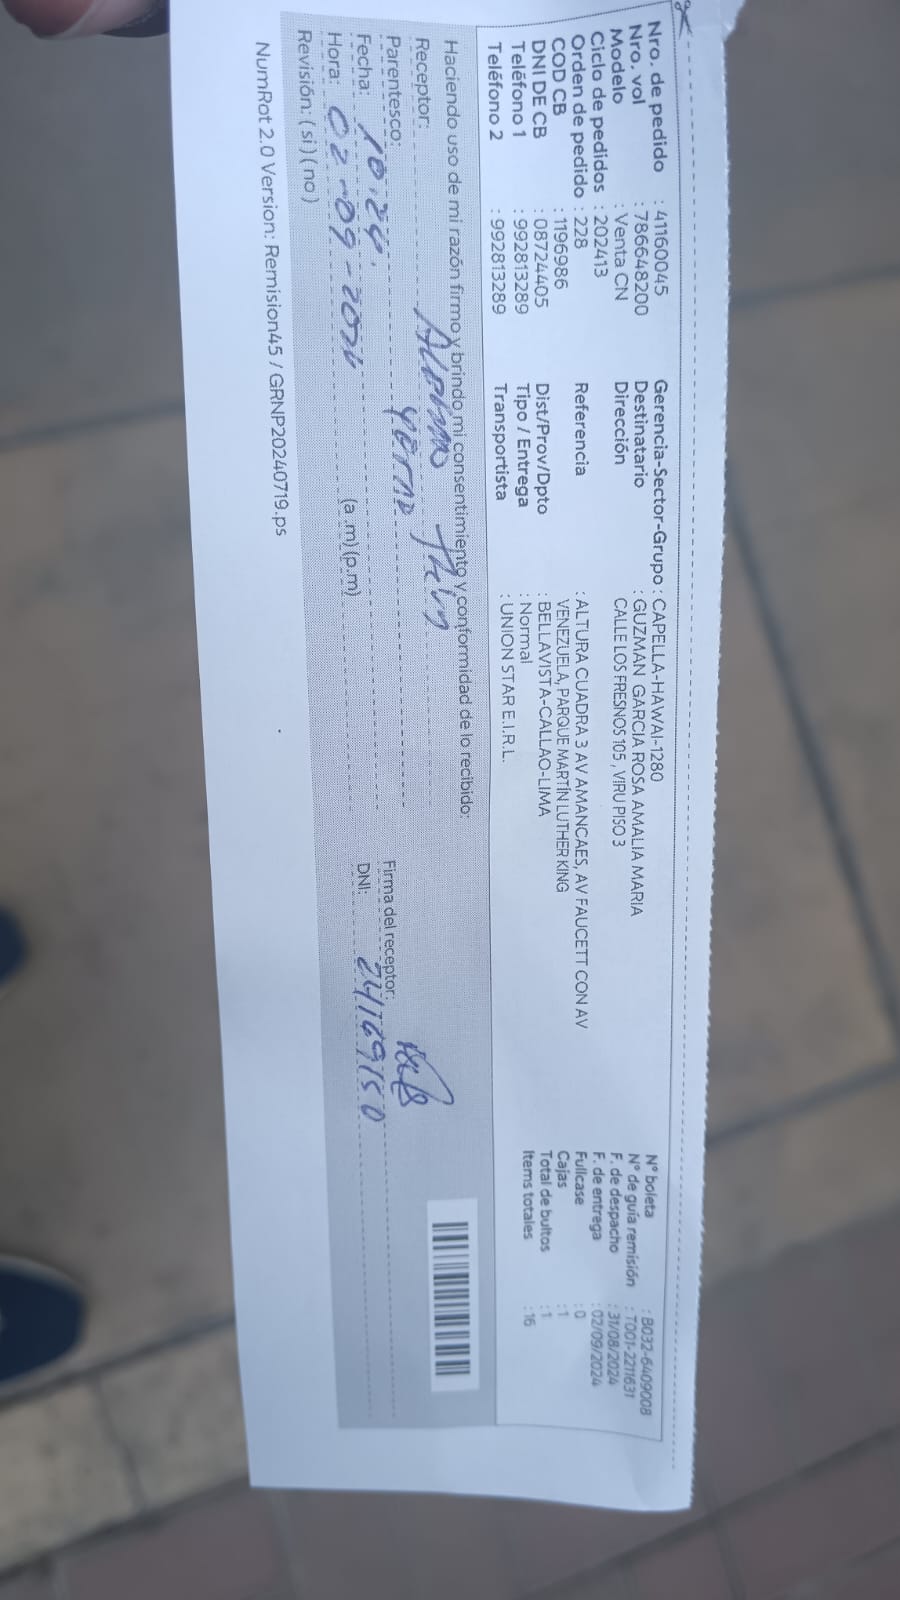 Nro. de pedido : 41160045
Nro. vol : 786648200
Modelo : Venta CN
Ciclo de pedidos : 202413
Orden de pedido : 228
COD CB : 1196986
DNI DE CB : 08724405
Teléfono 1 : 992813289
Teléfono 2 : 992813289
Gerencia-Sector-Grupo : CAPELLA-HAWAI-1280
Destinatario : GUZMAN GARCIA ROSA AMALIA MARIA
Dirección CALLE LOS FRESNOS 105 , VIRU PISO 3
Referencia : ALTURA CUADRA 3 AV AMANCAES, AV FAUCETT CON AV
VENEZUELA, PARQUE MARTÍN LUTHER KING
Dist/Prov/Dpto : BELLAVISTA-CALLAO-LIMA
Tipo / Entrega : Normal
Transportista : UNION STAR E.I.R.L.
N° boleta : B032-6409008
N° de guía remisión : T001-2211631
F. de despacho : 31/08/2024
F. de entrega : 02/09/2024
Fullcase : 0
Cajas : 1
Total de bultos : 1
Items totales : 16
Haciendo uso de mi razón firmo y brindo mi consentimiento y conformidad de lo recibido:
Receptor:
Parentesco:
Fecha: 10:24
Hora: 02-09-2024 (a .m) (p.m)
Revisión: ( si ) ( no )
Firma del receptor:
DNI: 24169150
NumRot 2.0 Version: Remision45 / GRNP20240719.ps